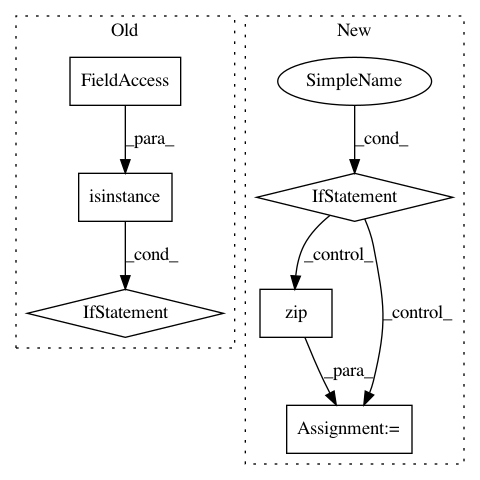 Old
New
FieldAccess
SimpleName
_para_
_cond_
isinstance
IfStatement
_cond_
_control_
IfStatement
zip
_control_
_para_
Assignment:=